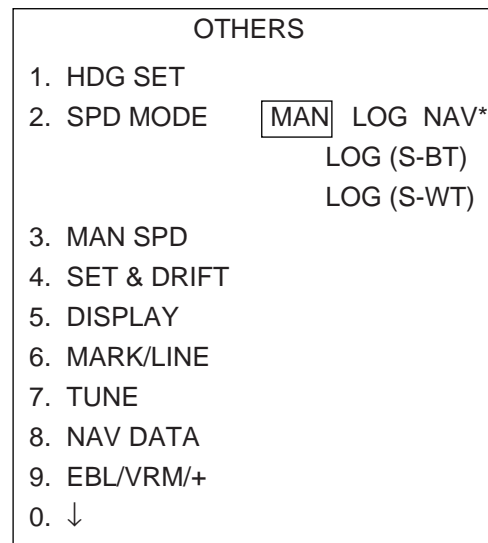 OTHERS
1. HDG SET
2. SPD MODE MAN LOG NAV*
LOG (S-BT)
LOG (S-WT)
3. MAN SPD
4. SET & DRIFT
5. DISPLAY
6. MARK/LINE
7. TUNE
8. NAV DATA
9. EBL/VRM/+
0. ↓